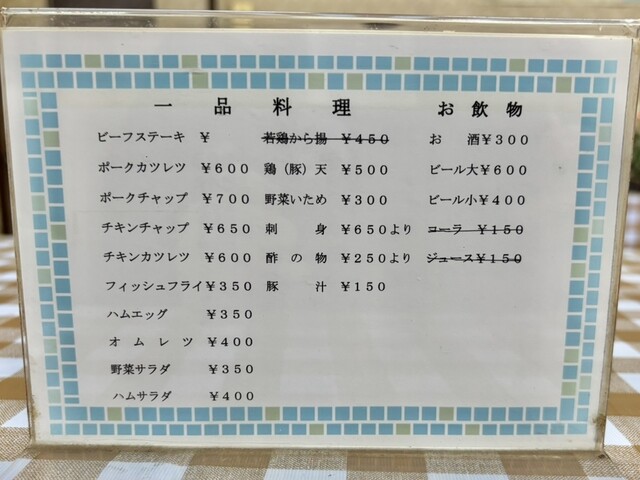 一品料理
ビーフステーキ ￥
ポークカツレツ ￥６００
ポークチャップ ￥７００
チキンチャップ ￥６５０
チキンカツレツ ￥６００
フィッシュフライ￥３５０
ハムエッグ ￥３５０
オムレツ ￥４００
野菜サラダ ￥３５０
ハムサラダ ￥４００
若鶏から揚 ￥４５０
鶏（豚）天 ￥５００
野菜いため ￥３００
刺身 ￥６５０より
酢の物 ￥２５０より
豚汁 ￥１５０
お飲物
お酒￥３００
ビール大￥６００
ビール小￥４００
コーラ ￥１５０
ジュース￥１５０